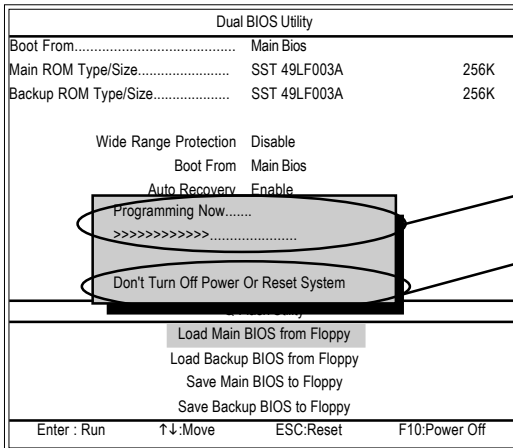 Dual BIOS Utility
Boot From......................................... Main Bios
Main ROM Type/Size........................ SST 49LF003A 256K
Backup ROM Type/Size.................... SST 49LF003A 256K
Wide Range Protection Disable
Boot From Main Bios
Auto Recovery Enable
Programming Now.......
>>>>>>>>>>>>.......................
Don't Turn Off Power Or Reset System
Load Main BIOS from Floppy
Load Backup BIOS from Floppy
Save Main BIOS to Floppy
Save Backup BIOS to Floppy
Enter : Run ↑↓:Move ESC:Reset F10:Power Off